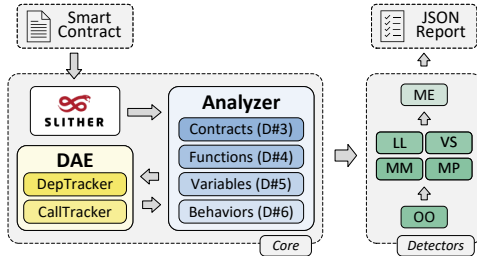 Smart
Contract
SLITHER
DAE
DepTracker
CallTracker
Analyzer
Contracts (D#3)
Functions (D#4)
Variables (D#5)
Behaviors (D#6)
Core
JSON
Report
ME
LL
VS
MM
MP
OO
Detectors